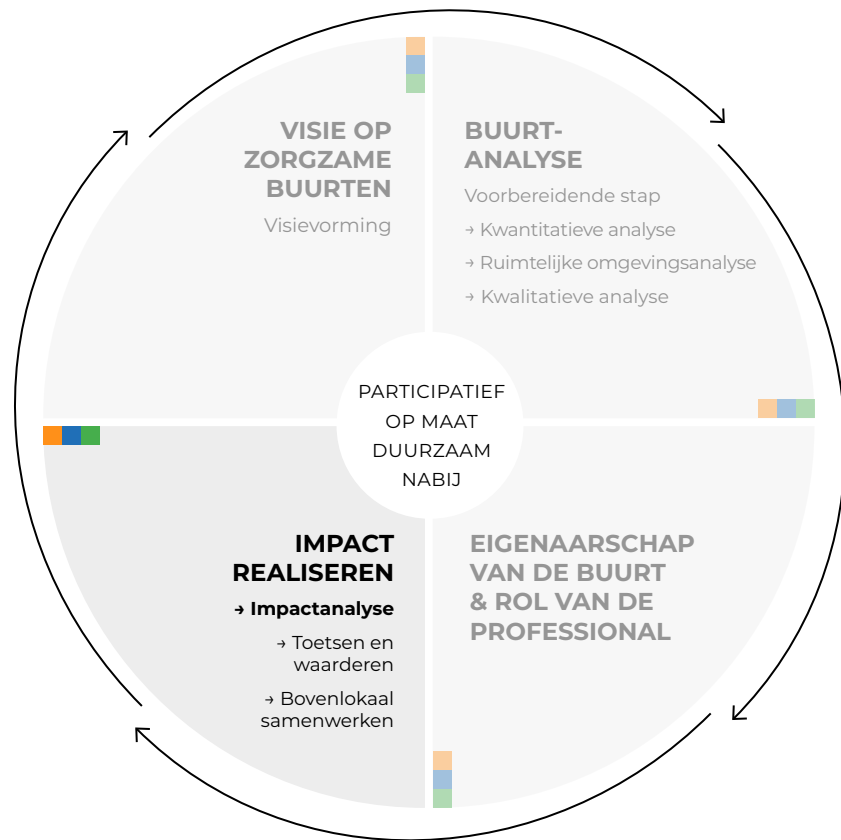 VISIE OP
ZORGZAME
BUURTEN
Visievorming
BUURT-
ANALYSE
Voorbereidende stap
→ Kwantitatieve analyse
→ Ruimtelijke omgevingsanalyse
→ Kwalitatieve analyse
PARTICIPATIEF
OP MAAT
DUURZAAM
NABIJ
IMPACT
REALISEREN
→ Impactanalyse
→ Toetsen en
waarderen
→ Bovenlokaal
samenwerken
EIGENAARSCHAP
VAN DE BUURT
& ROL VAN DE
PROFESSIONAL